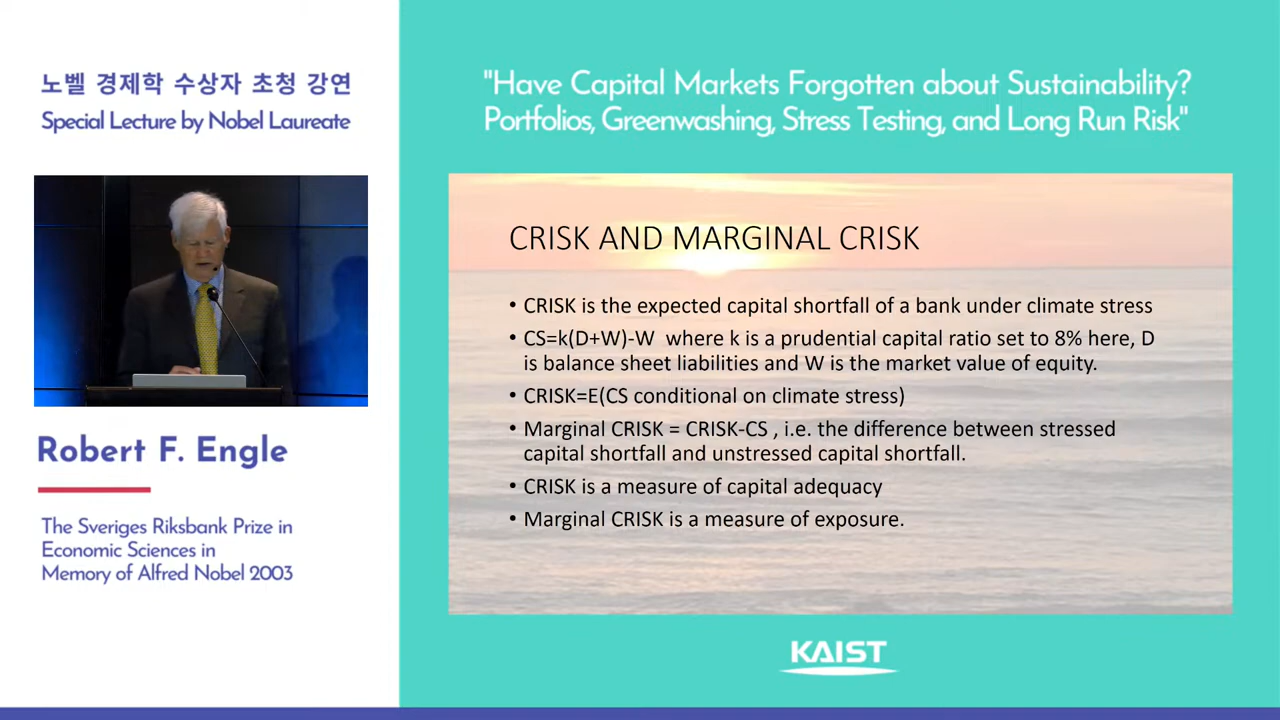 노벨 경제학 수상자 초청 강연
Special Lecture by Nobel Laureate
Robert F. Engle
The Sveriges Riksbank Prize in
Economic Sciences in
Memory of Alfred Nobel 2003
"Have Capital Markets Forgotten about Sustainability?
Portfolios, Greenwashing, Stress Testing, and Long Run Risk"
CRISK AND MARGINAL CRISK
• CRISK is the expected capital shortfall of a bank under climate stress
• CS=k(D+W)-W where k is a prudential capital ratio set to 8% here, D
is balance sheet liabilities and W is the market value of equity.
• CRISK=E(CS conditional on climate stress)
• Marginal CRISK = CRISK-CS , i.e. the difference between stressed
capital shortfall and unstressed capital shortfall.
• CRISK is a measure of capital adequacy
• Marginal CRISK is a measure of exposure.
KAIST